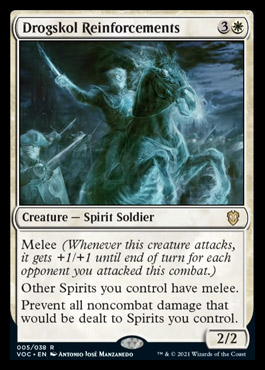 Drogskol Reinforcements 3
Creature — Spirit Soldier
Melee (Whenever this creature attacks,
it gets +1/+1 until end of turn for each
opponent you attacked this combat.)
Other Spirits you control have melee.
Prevent all noncombat damage that
would be dealt to Spirits you control.
2/2
005/038 R
VOC • EN Antonio José Manzanedo ™ & © 2021 Wizards of the Coast